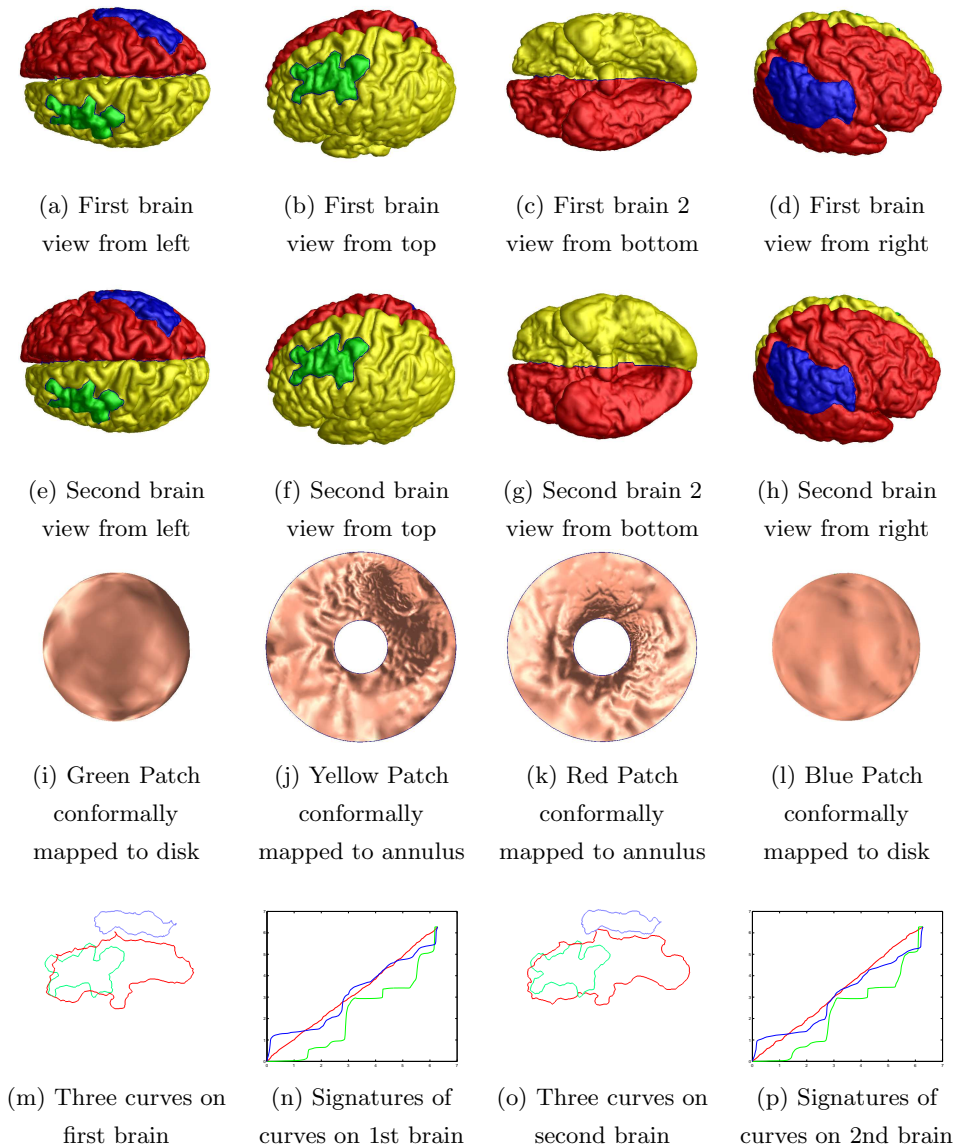 (a) First brain
view from left
(b) First brain
view from top
(c) First brain 2
view from bottom
(d) First brain
view from right
(e) Second brain
view from left
(f) Second brain
view from top
(g) Second brain 2
view from bottom
(h) Second brain
view from right
(i) Green Patch
conformally
mapped to disk
(j) Yellow Patch
conformally
mapped to annulus
(k) Red Patch
conformally
mapped to annulus
(l) Blue Patch
conformally
mapped to disk
(m) Three curves on
first brain
(n) Signatures of
curves on 1st brain
(o) Three curves on
second brain
(p) Signatures of
curves on 2nd brain